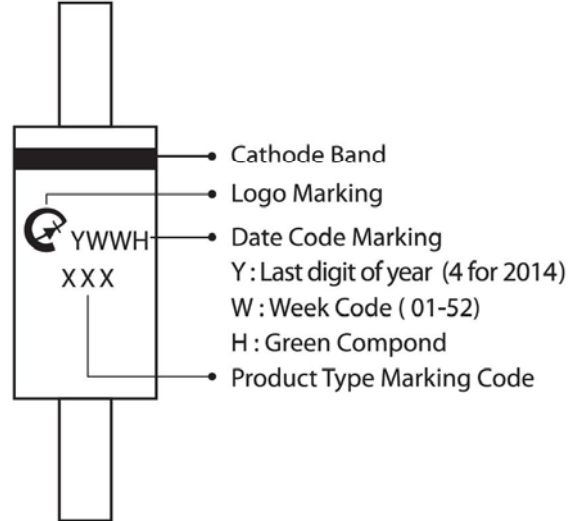 Cathode Band
Logo Marking
YWWH
Date Code Marking
XXX
Y : Last digit of year (4 for 2014)
W : Week Code ( 01-52)
H : Green Compond
Product Type Marking Code